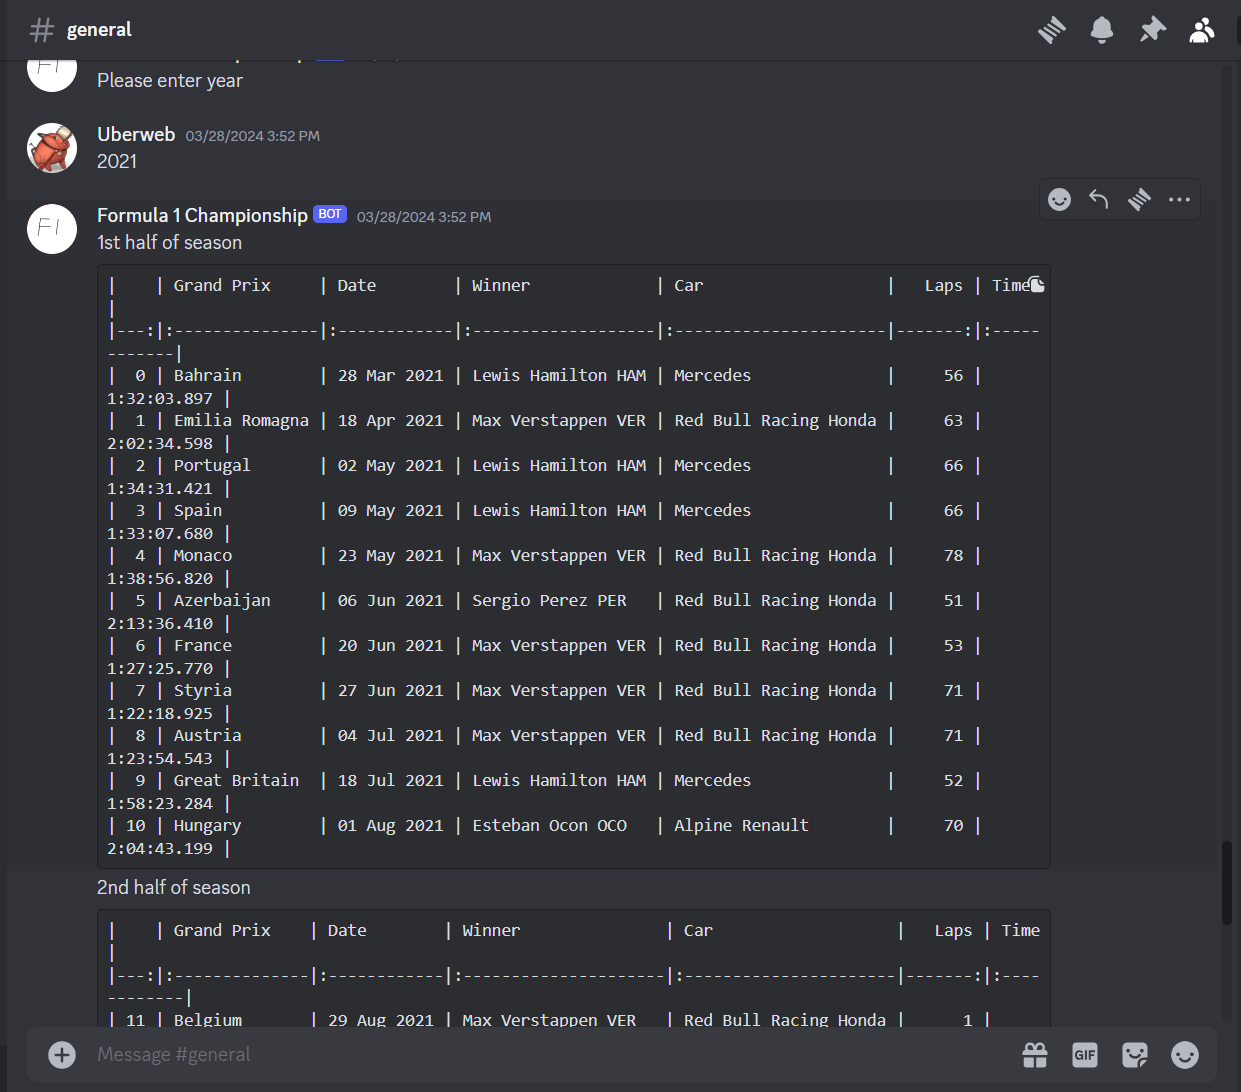 # general
Please enter year
Uberweb 03/28/2024 3:52 PM
2021
F1
Formula 1 Championship BOT 03/28/2024 3:52 PM
1st half of season
|    | Grand Prix     | Date        | Winner             | Car                   |   Laps | Time
|
|---:|:---------------|:------------|:-------------------|:----------------------|-------:|:-----
-------|
|  0 | Bahrain        | 28 Mar 2021 | Lewis Hamilton HAM | Mercedes              |     56 |
1:32:03.897 |
|  1 | Emilia Romagna | 18 Apr 2021 | Max Verstappen VER | Red Bull Racing Honda |     63 |
2:02:34.598 |
|  2 | Portugal       | 02 May 2021 | Lewis Hamilton HAM | Mercedes              |     66 |
1:34:31.421 |
|  3 | Spain          | 09 May 2021 | Lewis Hamilton HAM | Mercedes              |     66 |
1:33:07.680 |
|  4 | Monaco         | 23 May 2021 | Max Verstappen VER | Red Bull Racing Honda |     78 |
1:38:56.820 |
|  5 | Azerbaijan     | 06 Jun 2021 | Sergio Perez PER   | Red Bull Racing Honda |     51 |
2:13:36.410 |
|  6 | France         | 20 Jun 2021 | Max Verstappen VER | Red Bull Racing Honda |     53 |
1:27:25.770 |
|  7 | Styria         | 27 Jun 2021 | Max Verstappen VER | Red Bull Racing Honda |     71 |
1:22:18.925 |
|  8 | Austria        | 04 Jul 2021 | Max Verstappen VER | Red Bull Racing Honda |     71 |
1:23:54.543 |
|  9 | Great Britain  | 18 Jul 2021 | Lewis Hamilton HAM | Mercedes              |     52 |
1:58:23.284 |
| 10 | Hungary        | 01 Aug 2021 | Esteban Ocon OCO   | Alpine Renault        |     70 |
2:04:43.199 |
2nd half of season
|    | Grand Prix    | Date        | Winner              | Car                   |   Laps | Time
|
|---:|:--------------|:------------|:---------------------|:----------------------|-------:|:----
--------|
| 11 | Belgium       | 29 Aug 2021 | Max Verstappen VER   | Red Bull Racing Honda |      1 |
Message #general
GIF